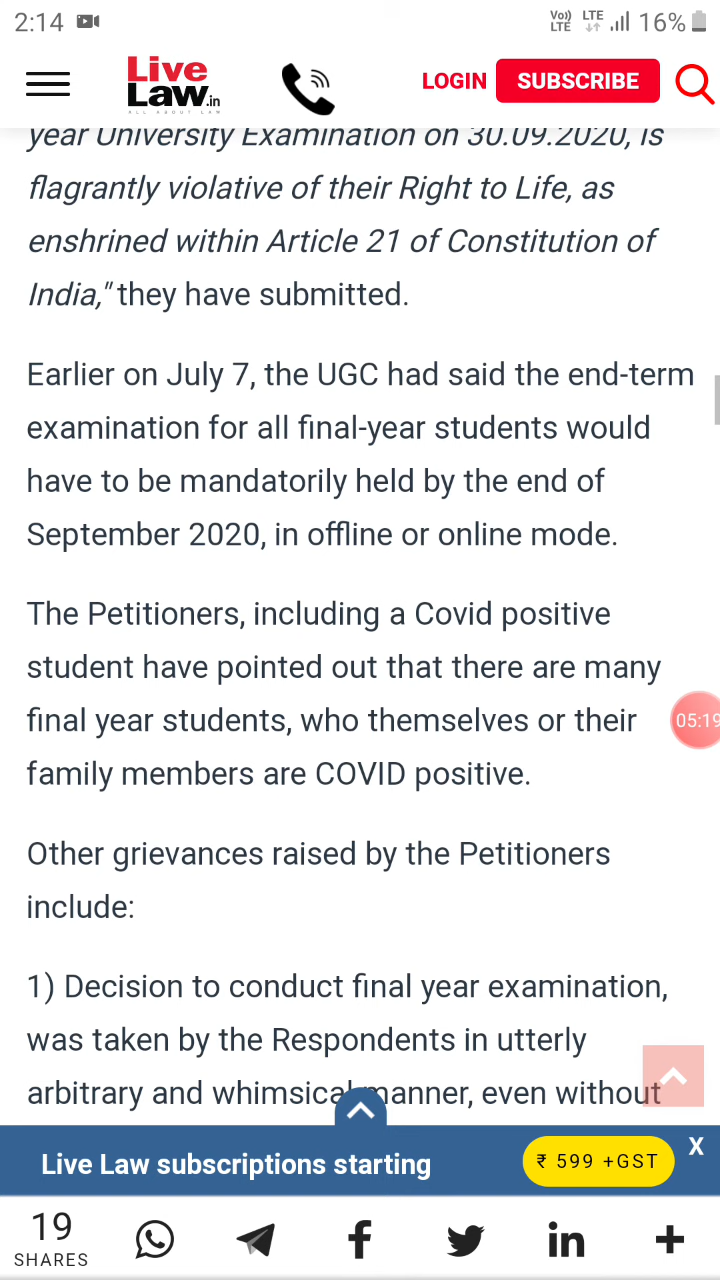 2:14 Vo)) LTE LTE 16%
Live Law.in LOGIN SUBSCRIBE
ALL ABOUT LAW
year University Examination on 30.09.2020, is
flagrantly violative of their Right to Life, as
enshrined within Article 21 of Constitution of
India," they have submitted.
Earlier on July 7, the UGC had said the end-term
examination for all final-year students would
have to be mandatorily held by the end of
September 2020, in offline or online mode.
The Petitioners, including a Covid positive
student have pointed out that there are many
final year students, who themselves or their
05:19
family members are COVID positive.
Other grievances raised by the Petitioners
include:
1) Decision to conduct final year examination,
was taken by the Respondents in utterly
arbitrary and whimsical manner, even without
Live Law subscriptions starting ₹ 599 +GST X
19
SHARES